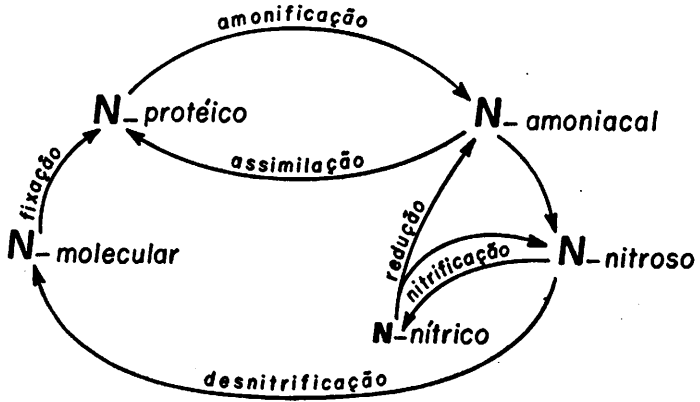 amonificação
N - protéico
N - amoniacal
assimilação
fixação
redução
N - molecular
nitrificação
N - nitroso
N - nítrico
desnitrificação